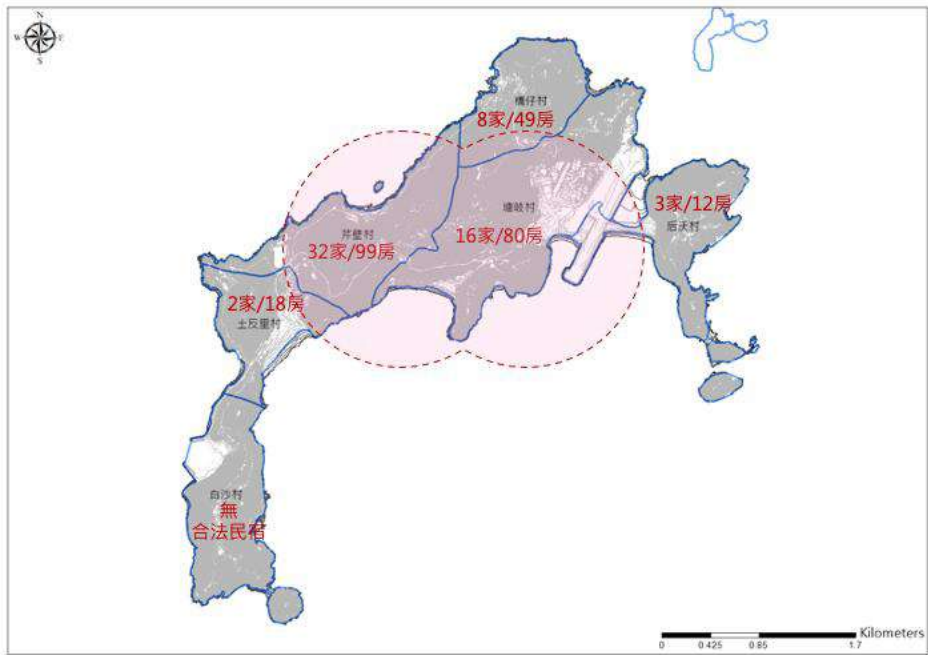 N
W E
S
橋仔村
8家/49房
塘岐村
16家/80房
3家/12房
后沃村
芹壁村
32家/99房
2家/18房
土反里村
白沙村
無
合法民宿
Kilometers
0 0.425 0.85 1.7